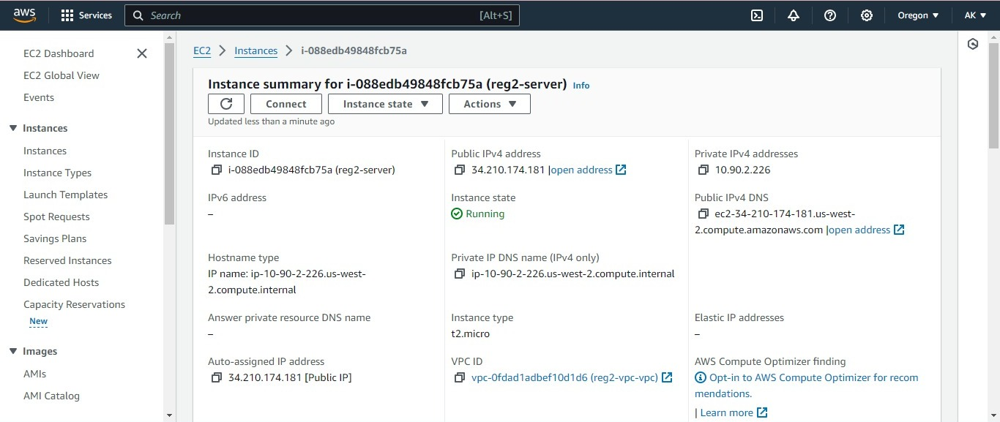 aws
Services
Search
[Alt+S]
Oregon
AK
EC2 Dashboard
EC2 Global View
Events
Instances
Instances
Instance Types
Launch Templates
Spot Requests
Savings Plans
Reserved Instances
Dedicated Hosts
Capacity Reservations
New
Images
AMIs
AMI Catalog
EC2 > Instances > i-088edb49848fcb75a
Instance summary for i-088edb49848fcb75a (reg2-server) Info
Connect
Instance state
Actions
Updated less than a minute ago
Instance ID
i-088edb49848fcb75a (reg2-server)
Public IPv4 address
34.210.174.181 |open address
Private IPv4 addresses
10.90.2.226
IPv6 address
–
Instance state
Running
Public IPv4 DNS
ec2-34-210-174-181.us-west-
2.compute.amazonaws.com |open address
Hostname type
IP name: ip-10-90-2-226.us-west-
2.compute.internal
Private IP DNS name (IPv4 only)
ip-10-90-2-226.us-west-2.compute.internal
Answer private resource DNS name
–
Instance type
t2.micro
Elastic IP addresses
–
Auto-assigned IP address
34.210.174.181 [Public IP]
VPC ID
vpc-0fdad1adbef10d1d6 (reg2-vpc-vpc)
AWS Compute Optimizer finding
Opt-in to AWS Compute Optimizer for recom
mendations.
| Learn more